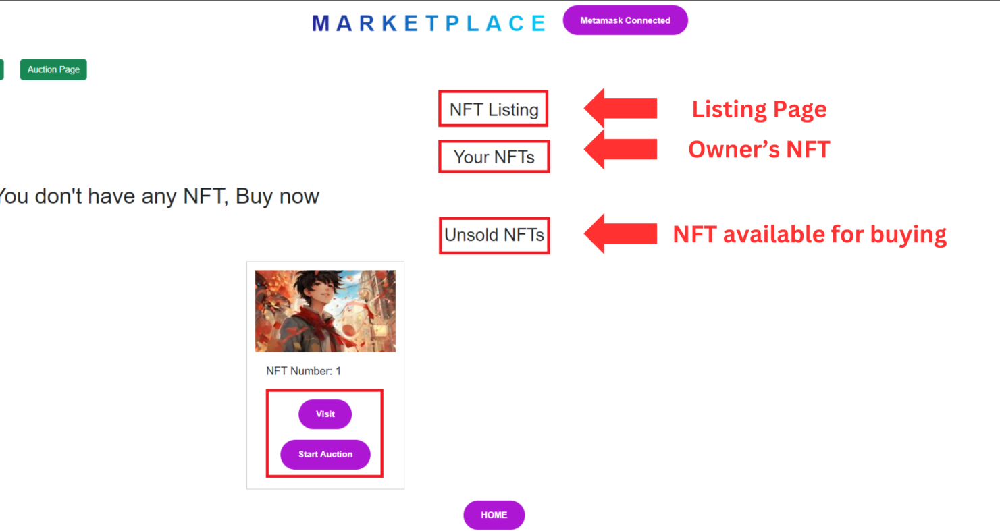 MARKETPLACE
Metamask Connected
Auction Page
NFT Listing
Listing Page
Your NFTs
Owner’s NFT
You don't have any NFT, Buy now
Unsold NFTs
NFT available for buying
NFT Number: 1
Visit
Start Auction
HOME